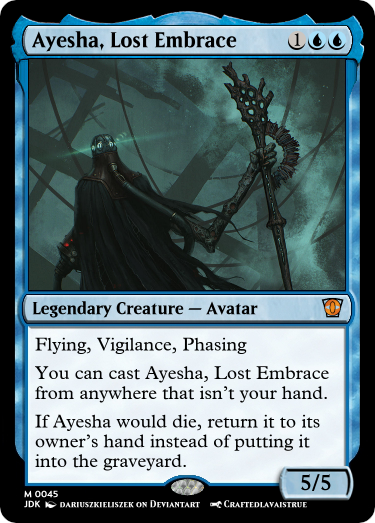 Ayesha, Lost Embrace 1
Legendary Creature — Avatar
Flying, Vigilance, Phasing
You can cast Ayesha, Lost Embrace
from anywhere that isn't your hand.
If Ayesha would die, return it to its
owner's hand instead of putting it
into the graveyard.
5/5
M 0045
JDK DARIUSZKIELISZEK ON DEVIANTART CRAFTEDLAVAISTRUE